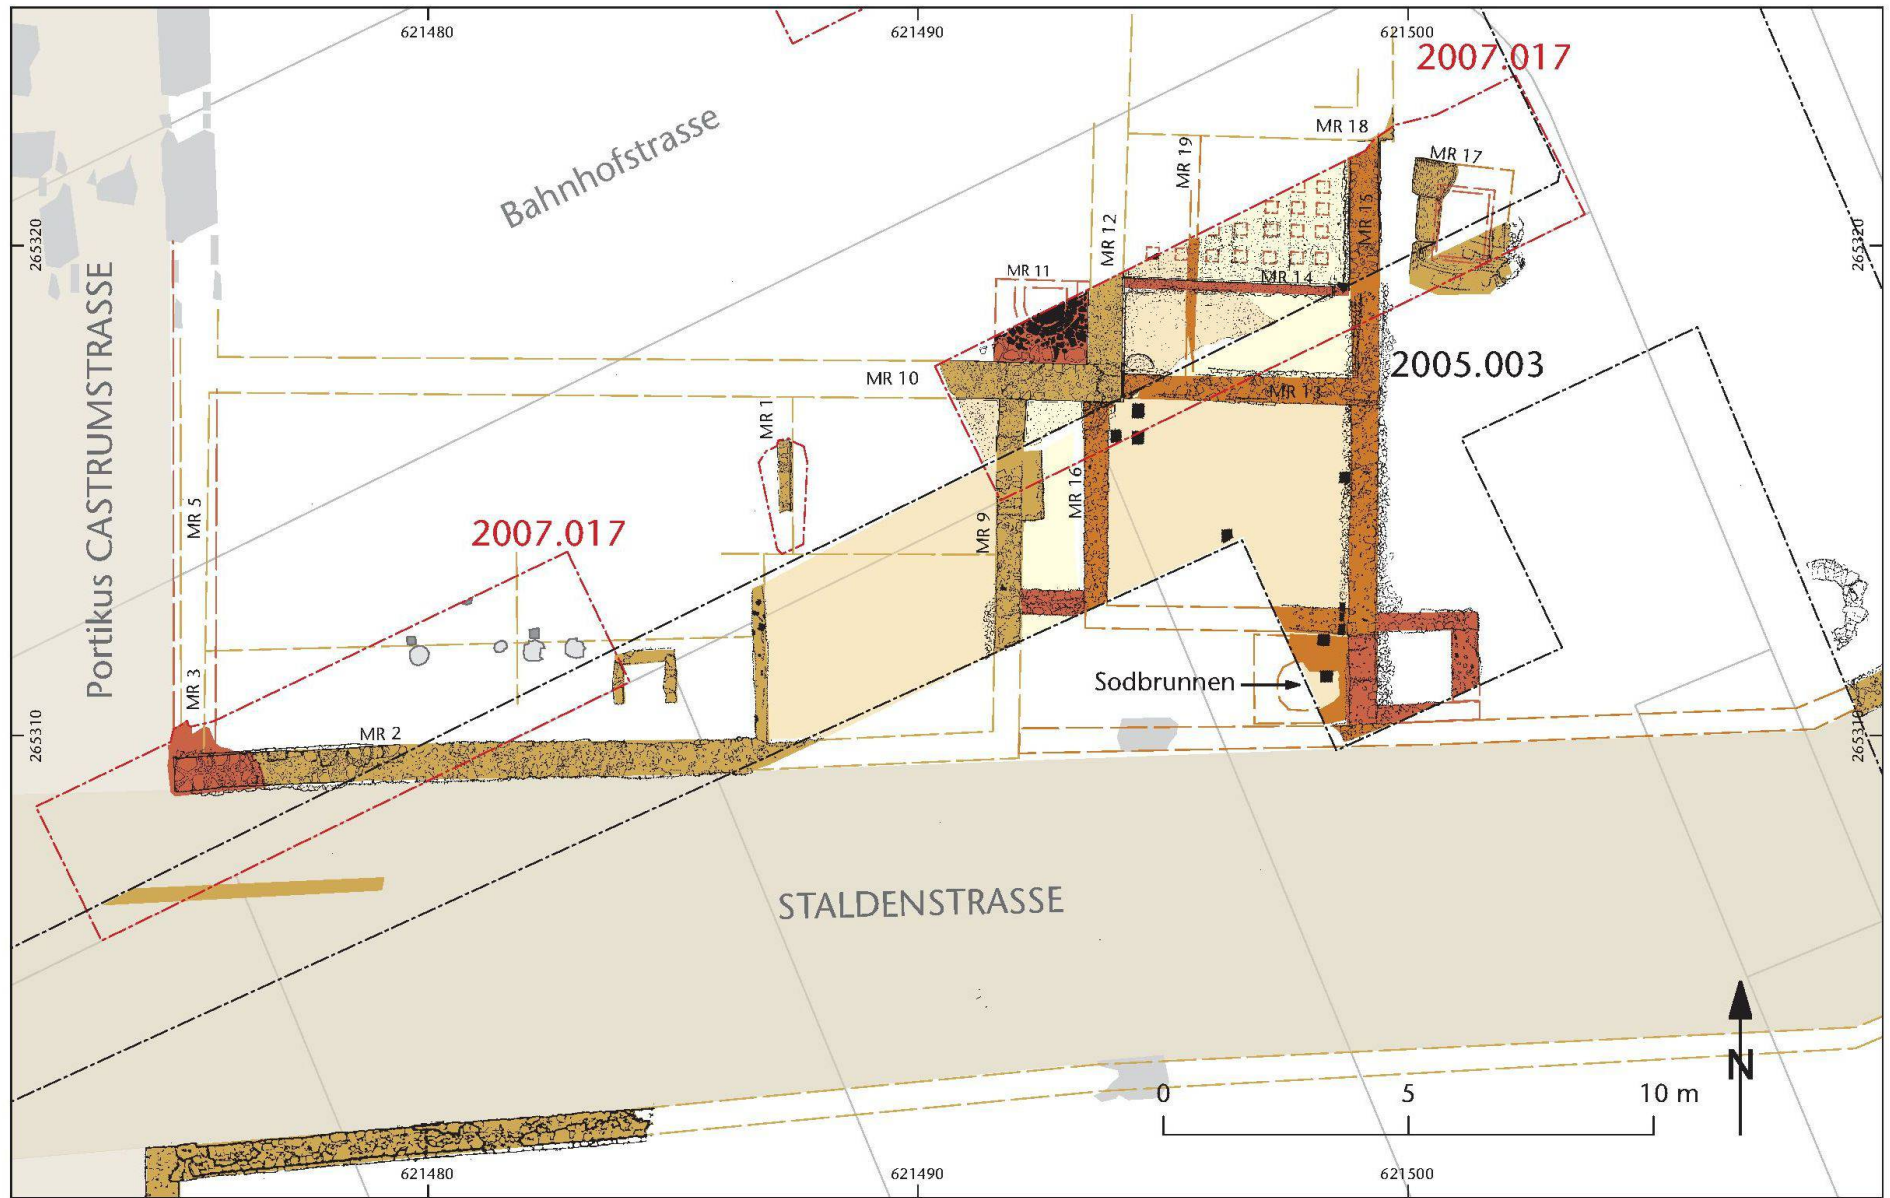 621480
621490
621500
2007.017
MR 18
MR 17
MR 19
Bahnhofstrasse
MR 15
MR 12
265320
265320
MR 11
MR 14
Portikus CASTRUMSTRASSE
2005.003
MR 10
MR 13
MR 1
MR 16
MR 5
MR 9
2007.017
Sodbrunnen
MR 3
265310
MR 2
265310
STALDENSTRASSE
N
0
5
10 m
621480
621490
621500